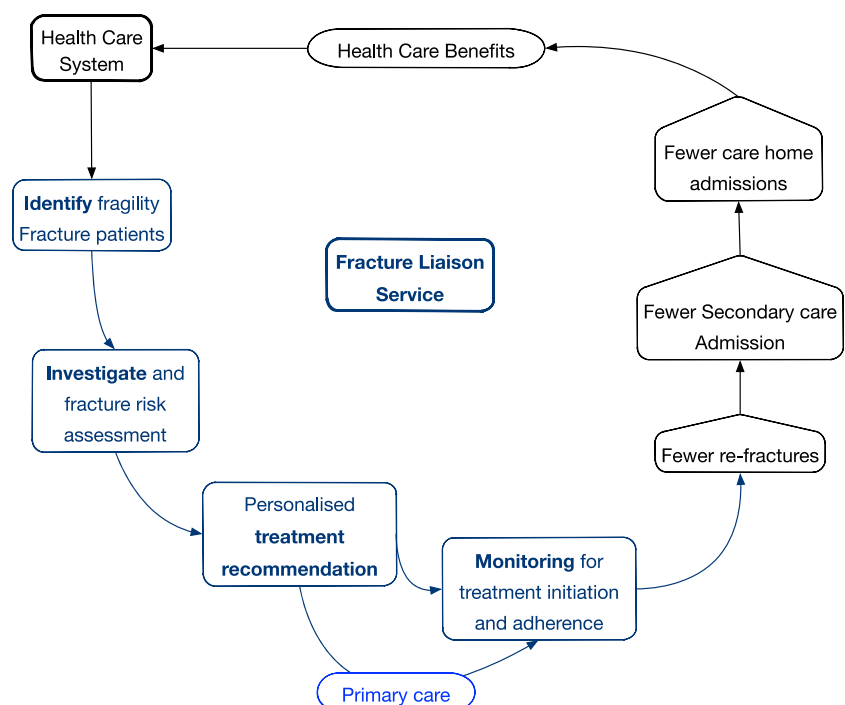 Health Care
System
Health Care Benefits
Fewer care home
admissions
Identify fragility
Fracture patients
Fracture Liaison
Service
Fewer Secondary care
Admission
Investigate and
fracture risk
assessment
Fewer re-fractures
Personalised
treatment
recommendation
Monitoring for
treatment initiation
and adherence
Primary care